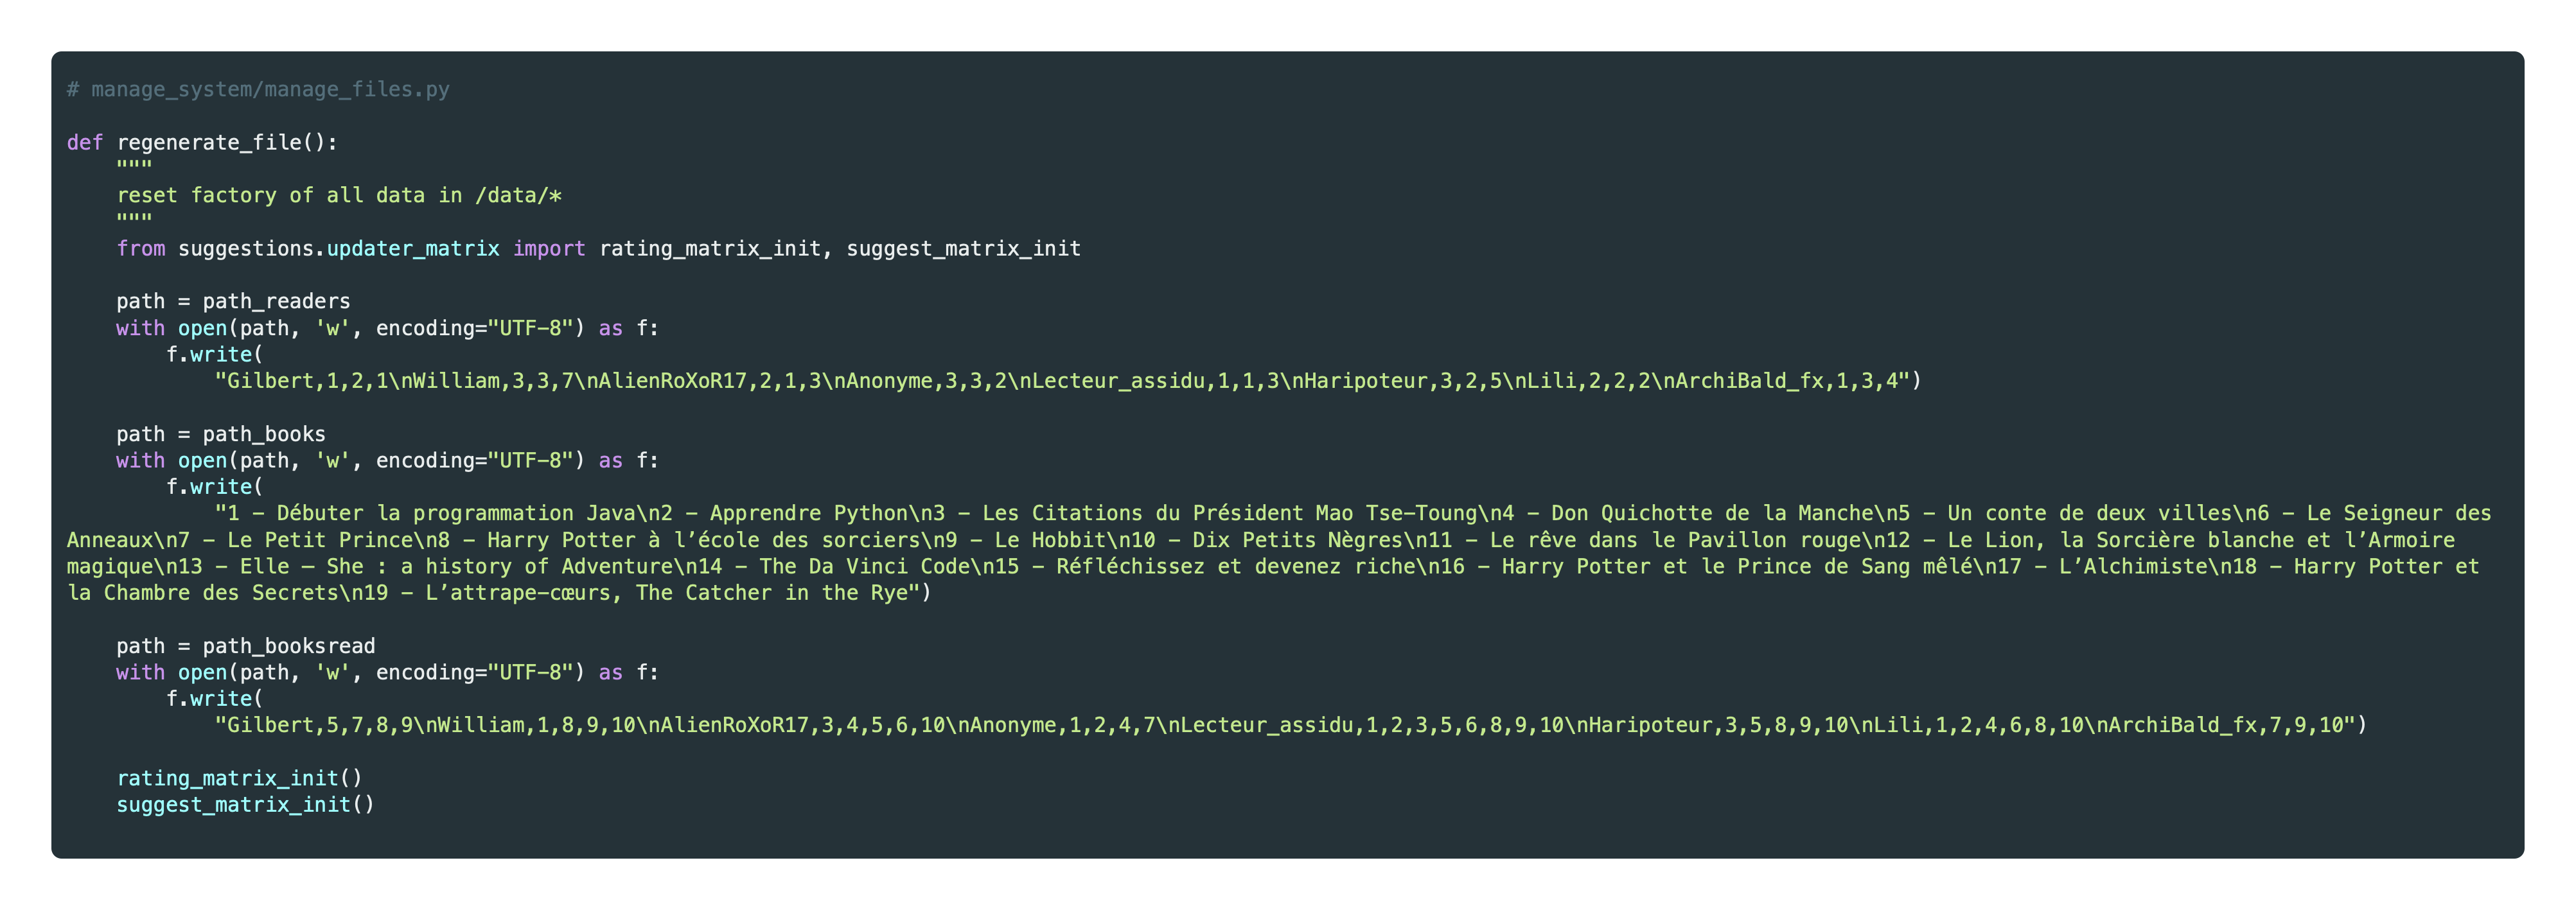 # manage_system/manage_files.py
def regenerate_file():
    """
    reset factory of all data in /data/*
    """
    from suggestions.updater_matrix import rating_matrix_init, suggest_matrix_init
    path = path_readers
    with open(path, 'w', encoding="UTF-8") as f:
        f.write(
            "Gilbert,1,2,1\nWilliam,3,3,7\nAlienRoXoR17,2,1,3\nAnonyme,3,3,2\nLecteur_assidu,1,1,3\nHaripoteur,3,2,5\nLili,2,2,2\nArchiBald_fx,1,3,4")
    path = path_books
    with open(path, 'w', encoding="UTF-8") as f:
        f.write(
            "1 - Débuter la programmation Java\n2 - Apprendre Python\n3 - Les Citations du Président Mao Tse-Toung\n4 - Don Quichotte de la Manche\n5 - Un conte de deux villes\n6 - Le Seigneur des
Anneaux\n7 - Le Petit Prince\n8 - Harry Potter à l’école des sorciers\n9 - Le Hobbit\n10 - Dix Petits Nègres\n11 - Le rêve dans le Pavillon rouge\n12 - Le Lion, la Sorcière blanche et l’Armoire
magique\n13 - Elle – She : a history of Adventure\n14 - The Da Vinci Code\n15 - Réfléchissez et devenez riche\n16 - Harry Potter et le Prince de Sang mêlé\n17 - L’Alchimiste\n18 - Harry Potter et
la Chambre des Secrets\n19 - L’attrape-cœurs, The Catcher in the Rye")
    path = path_booksread
    with open(path, 'w', encoding="UTF-8") as f:
        f.write(
            "Gilbert,5,7,8,9\nWilliam,1,8,9,10\nAlienRoXoR17,3,4,5,6,10\nAnonyme,1,2,4,7\nLecteur_assidu,1,2,3,5,6,8,9,10\nHaripoteur,3,5,8,9,10\nLili,1,2,4,6,8,10\nArchiBald_fx,7,9,10")
    rating_matrix_init()
    suggest_matrix_init()